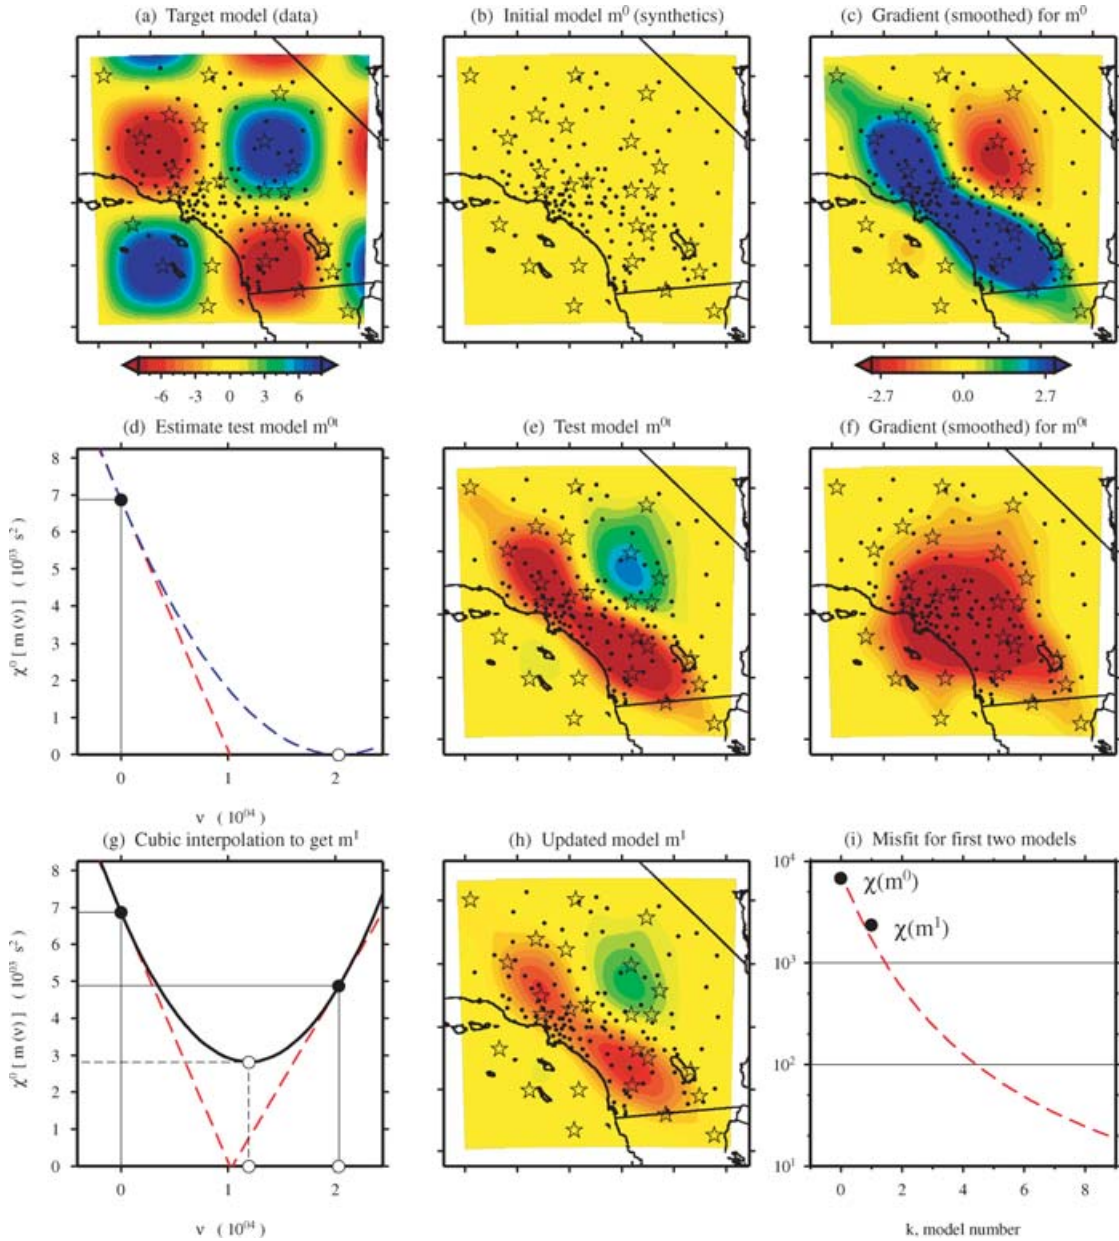 (a) Target model (data)
(b) Initial model m⁰ (synthetics)
(c) Gradient (smoothed) for m⁰
-6 -3 0 3 6
-2.7 0.0 2.7
(d) Estimate test model m⁰ᵗ
(e) Test model m⁰ᵗ
(f) Gradient (smoothed) for m⁰ᵗ
χ⁰ [ m (ν) ] ( 10⁰³ s² )
8
7
6
5
4
3
2
1
0
0 1 2
ν ( 10⁰⁴ )
(g) Cubic interpolation to get m¹
(h) Updated model m¹
(i) Misfit for first two models
χ⁰ [ m (ν) ] ( 10⁰³ s² )
8
7
6
5
4
3
2
1
0
0 1 2
ν ( 10⁰⁴ )
10⁴
10³
10²
10¹
χ(m⁰)
χ(m¹)
0 2 4 6 8
k, model number